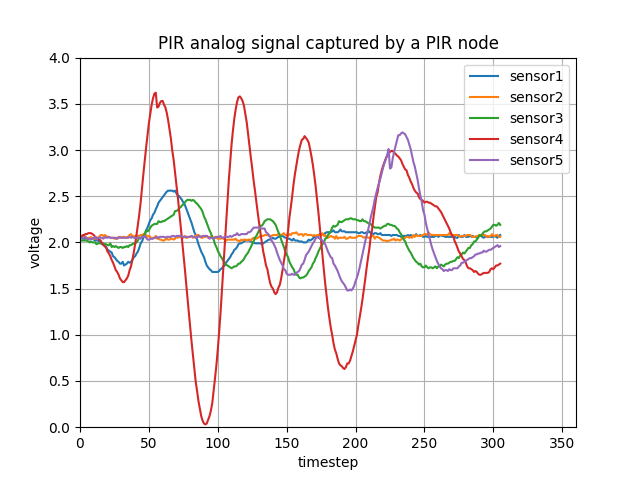 PIR analog signal captured by a PIR node
4.0
3.5
3.0
2.5
2.0
1.5
1.0
0.5
0.0
voltage
sensor1
sensor2
sensor3
sensor4
sensor5
0 50 100 150 200 250 300 350
timestep